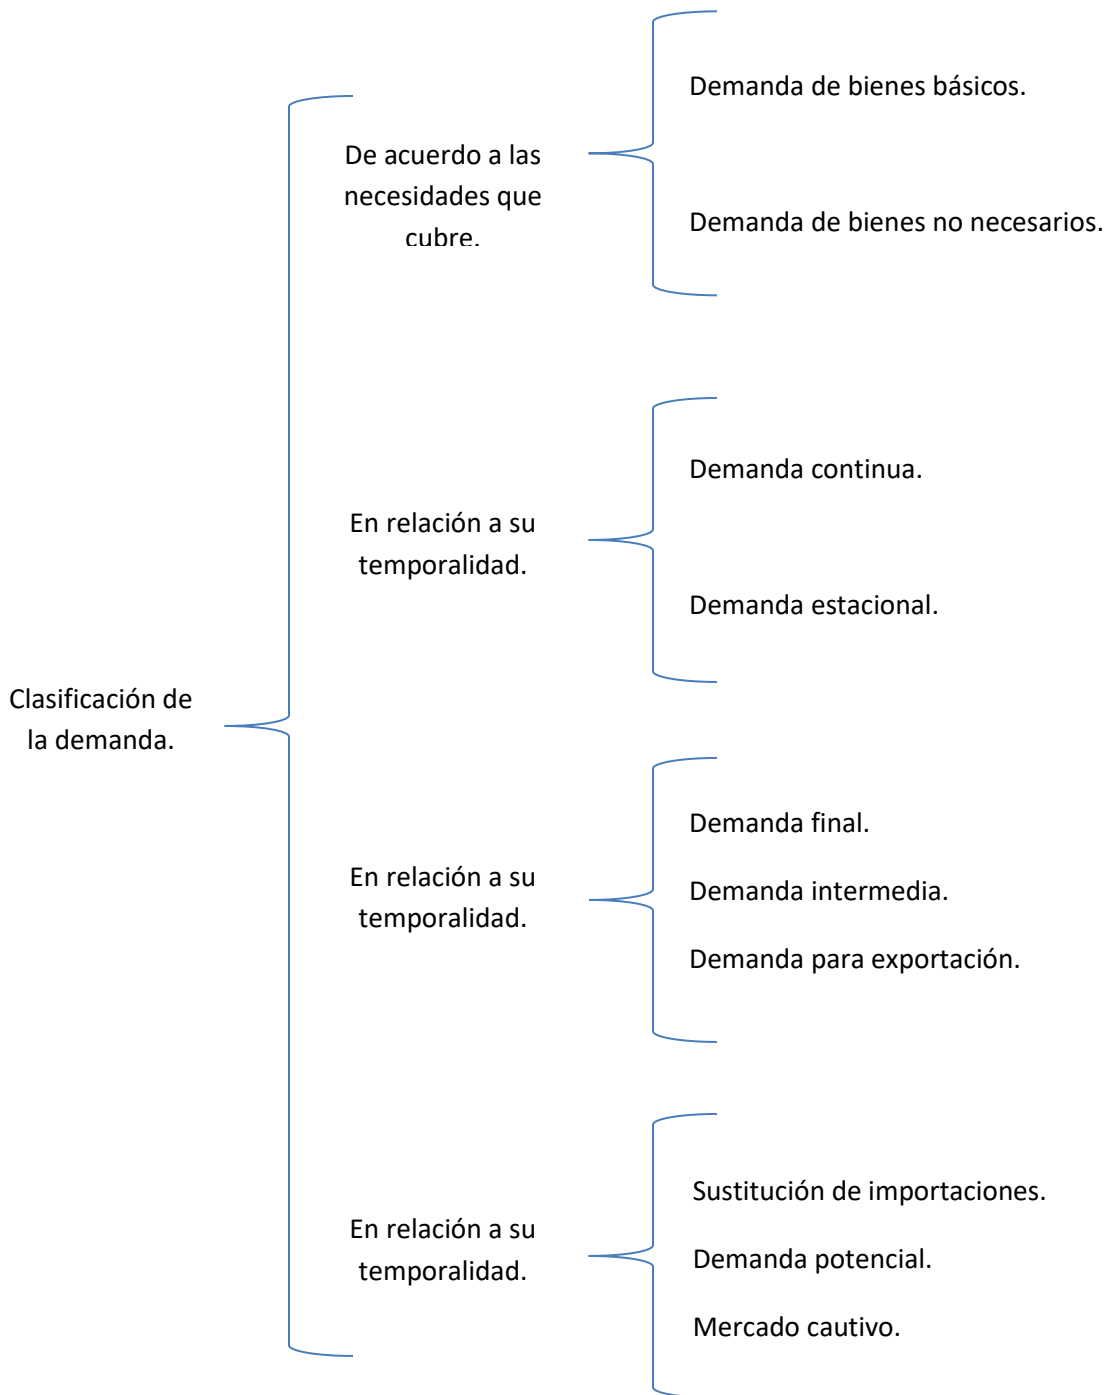 Clasificación de
la demanda.
De acuerdo a las
necesidades que
cubre.
Demanda de bienes básicos.
Demanda de bienes no necesarios.
En relación a su
temporalidad.
Demanda continua.
Demanda estacional.
En relación a su
temporalidad.
Demanda final.
Demanda intermedia.
Demanda para exportación.
En relación a su
temporalidad.
Sustitución de importaciones.
Demanda potencial.
Mercado cautivo.